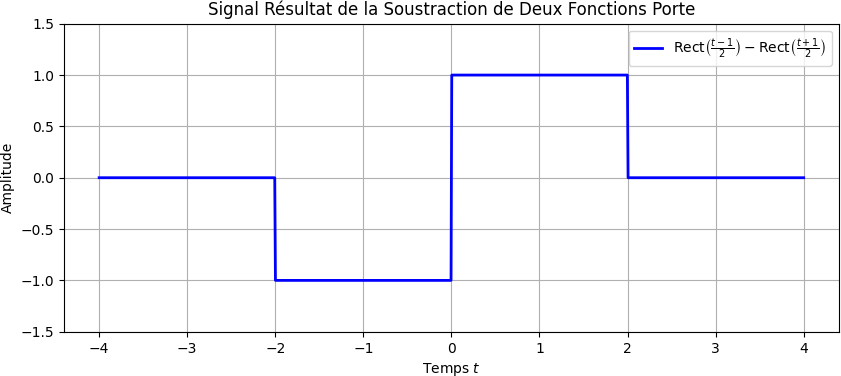 Signal Résultat de la Soustraction de Deux Fonctions Porte
Rect(\frac{t-1}{2}) − Rect(\frac{t+1}{2})
Amplitude
1.5
1.0
0.5
0.0
−0.5
−1.0
−1.5
−4 −3 −2 −1 0 1 2 3 4
Temps t